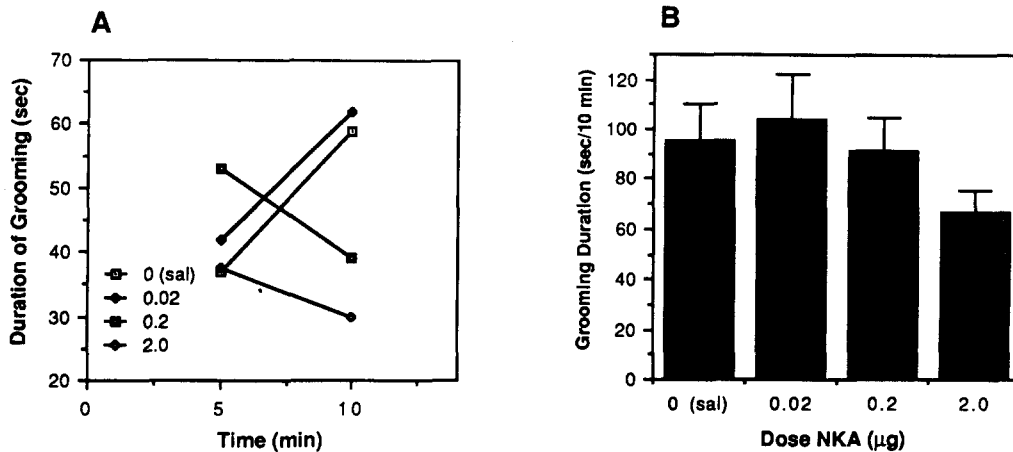 A
Duration of Grooming (sec)
70
60
50
40
30
20
0 (sal)
0.02
0.2
2.0
0
5
10
Time (min)
B
Grooming Duration (sec/10 min)
120
100
80
60
40
20
0
0 (sal)
0.02
0.2
2.0
Dose NKA (µg)